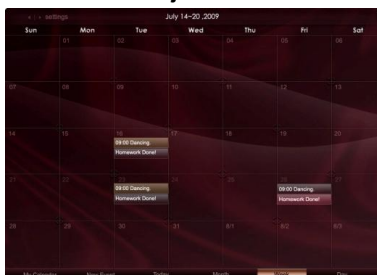 settings
July 14~20 ,2009
Sun Mon Tue Wed Thu Fri Sat
01 02 03 04 05 06
07 08 09 10 11 12 13
14 15 16 17 18 19 20
09:00 Dancing.
Homework Done!
22 23 24 25 26 27
09:00 Dancing. 09:00 Dancing
Homework Done! Homework Done!
28 29 30 31 8/1 8/2 8/3
My Calendar New Event Today Month Day